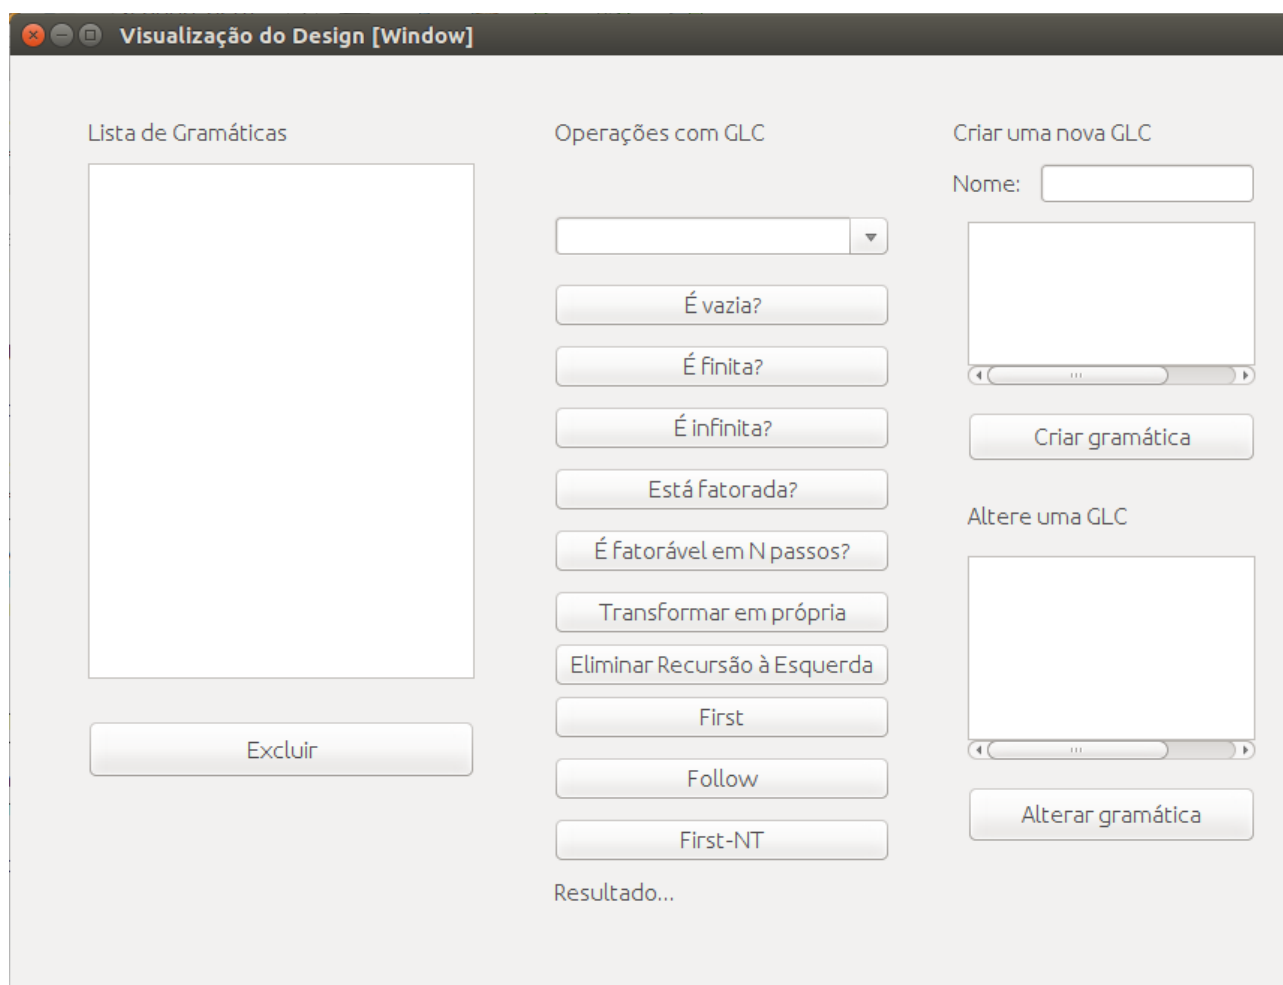 Visualização do Design [Window]
Lista de Gramáticas
Excluir
Operações com GLC
É vazia?
É finita?
É infinita?
Está fatorada?
É fatorável em N passos?
Transformar em própria
Eliminar Recursão à Esquerda
First
Follow
First-NT
Resultado...
Criar uma nova GLC
Nome:
Criar gramática
Altere uma GLC
Alterar gramática